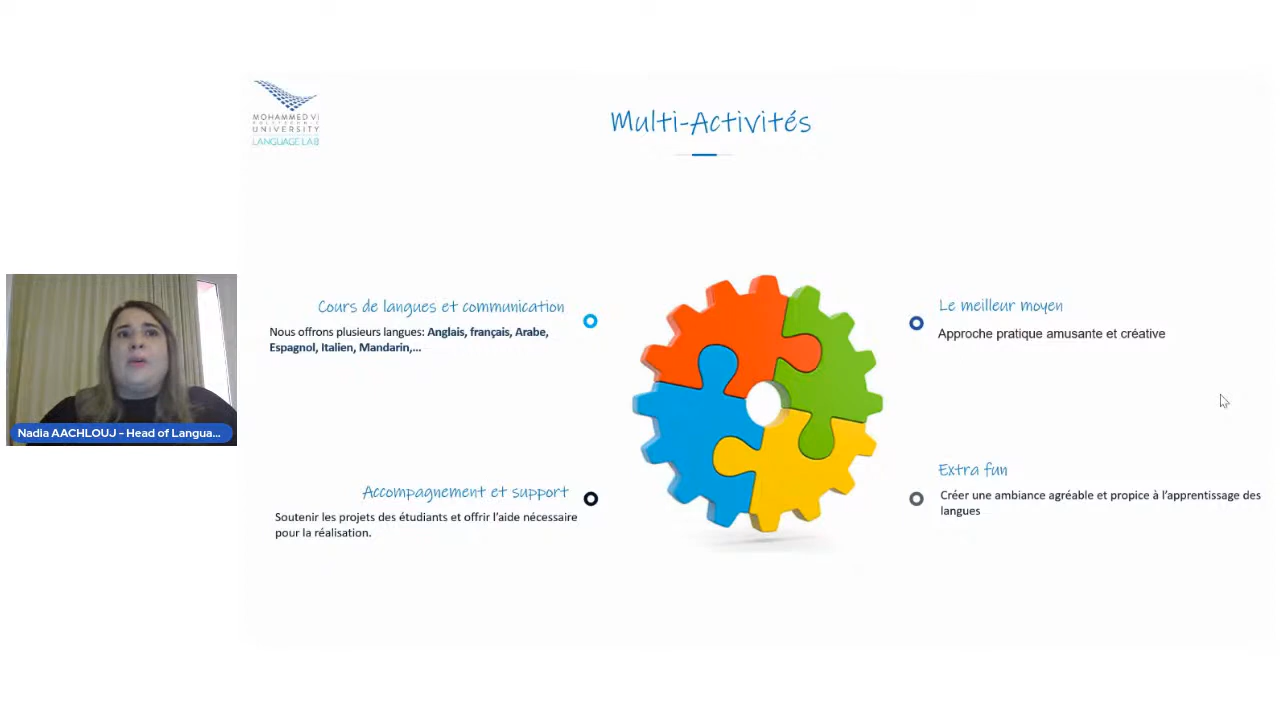 MOHAMMED VI
POLYTECHNIC
UNIVERSITY
LANGUAGE LAB
Multi-Activités
Cours de langues et communication
Nous offrons plusieurs langues: Anglais, français, Arabe,
Espagnol, Italien, Mandarin,...
Accompagnement et support
Soutenir les projets des étudiants et offrir l'aide nécessaire
pour la réalisation.
Le meilleur moyen
Approche pratique amusante et créative
Extra fun
Créer une ambiance agréable et propice à l'apprentissage des
langues
Nadia AACHLOUJ - Head of Langua...